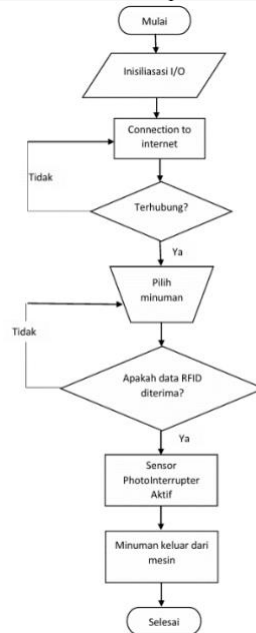 Mulai
Inisiliasasi I/O
Connection to
internet
Tidak
Terhubung?
Ya
Pilih
minuman
Tidak
Apakah data RFID
diterima?
Ya
Sensor
PhotoInterrupter
Aktif
Minuman keluar dari
mesin
Selesai